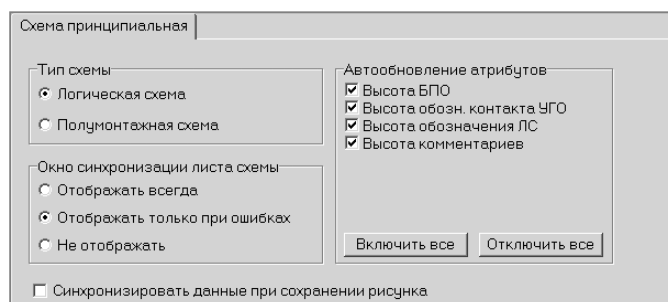 Схема принципиальная
Тип схемы
Логическая схема
Полумонтажная схема
Окно синхронизации листа схемы
Отображать всегда
Отображать только при ошибках
Не отображать
Автообновление атрибутов
Высота БПО
Высота обозн. контакта УГО
Высота обозначения ЛС
Высота комментариев
Включить все
Отключить все
Синхронизировать данные при сохранении рисунка